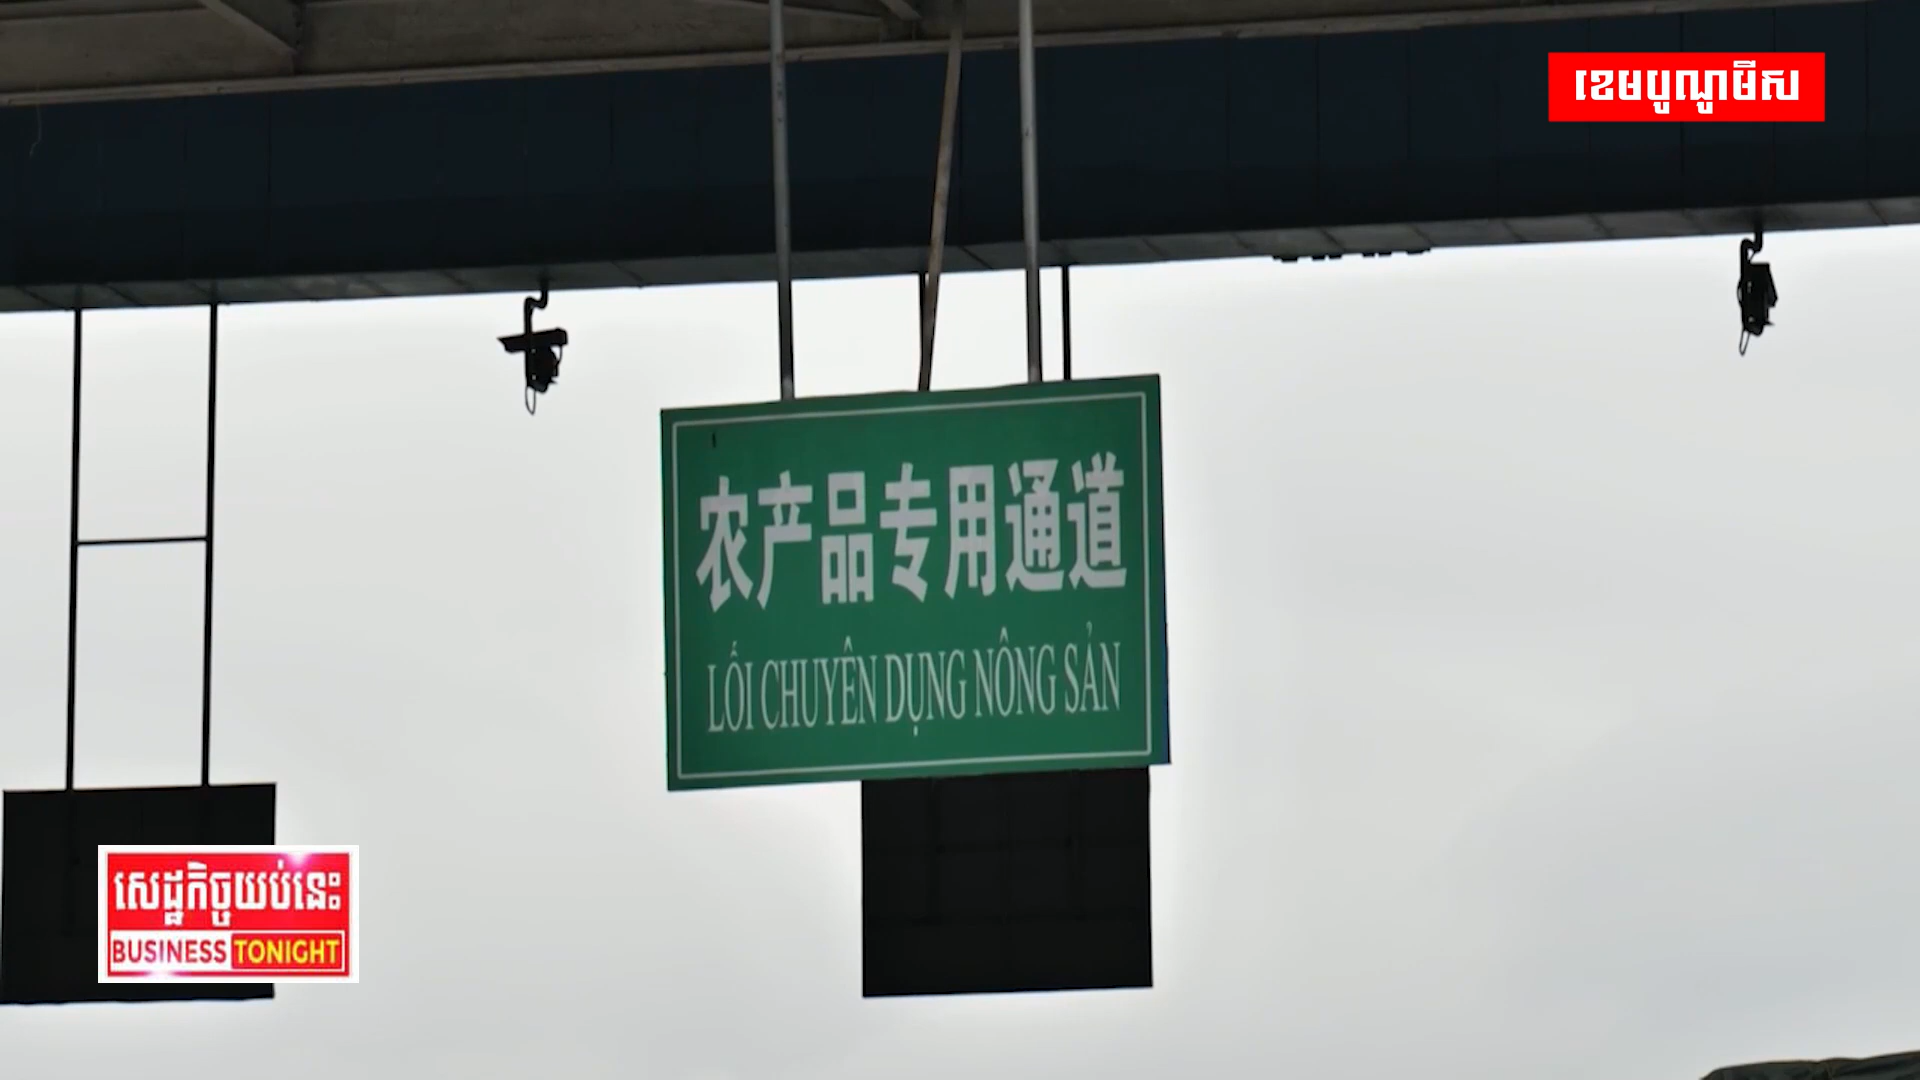 ខេមបូណូមីស
农产品专用通道
LỐI CHUYÊN DỤNG NÔNG SẢN
សេដ្ឋកិច្ចយប់នេះ
BUSINESS TONIGHT